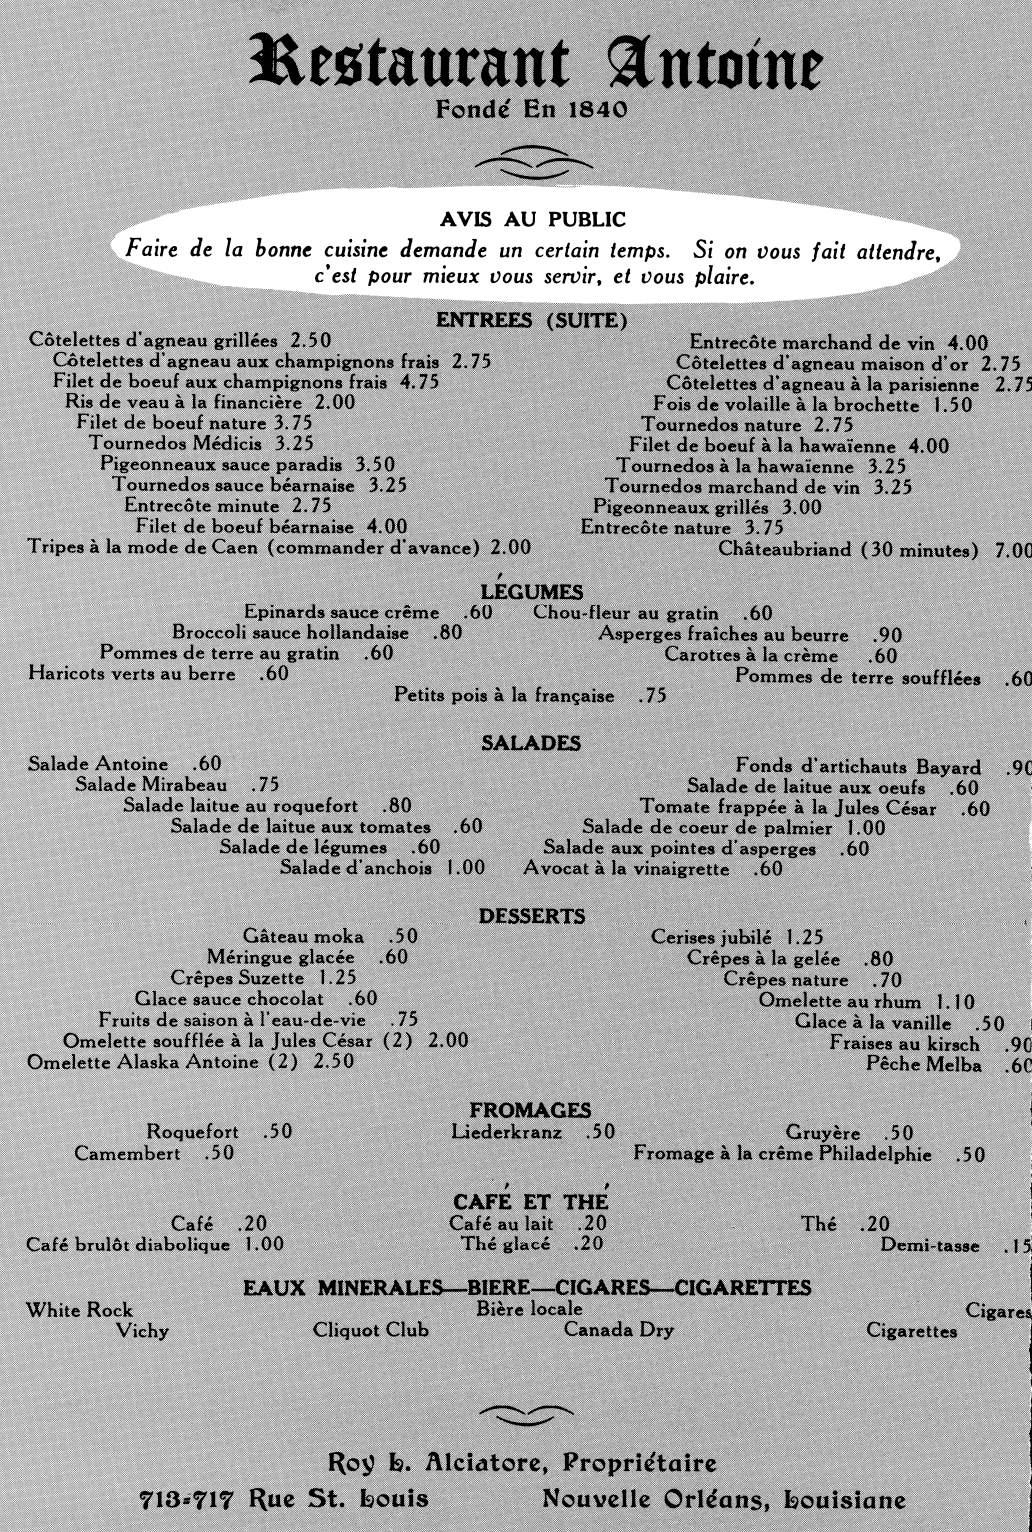 Restaurant Antoine
Fondé En 1840
AVIS AU PUBLIC
Faire de la bonne cuisine demande un certain temps. Si on vous fait attendre,
c'est pour mieux vous servir, et vous plaire.
ENTREES (SUITE)
Côtelettes d'agneau grillées 2.50
Côtelettes d'agneau aux champignons frais 2.75
Filet de boeuf aux champignons frais 4.75
Ris de veau à la financière 2.00
Filet de boeuf nature 3.75
Tournedos Médicis 3.25
Pigeonneaux sauce paradis 3.50
Tournedos sauce béarnaise 3.25
Entrecôte minute 2.75
Filet de boeuf béarnaise 4.00
Tripes à la mode de Caen (commander d'avance) 2.00
Entrecôte marchand de vin 4.00
Côtelettes d'agneau maison d'or 2.75
Côtelettes d'agneau à la parisienne 2.75
Fois de volaille à la brochette 1.50
Tournedos nature 2.75
Filet de boeuf à la hawaïenne 4.00
Tournedos à la hawaïenne 3.25
Tournedos marchand de vin 3.25
Pigeonneaux grillés 3.00
Entrecôte nature 3.75
Châteaubriand (30 minutes) 7.00
LÉGUMES
Epinards sauce crême .60
Broccoli sauce hollandaise .80
Pommes de terre au gratin .60
Haricots verts au berre .60
Chou-fleur au gratin .60
Asperges fraîches au beurre .90
Carottes à la crème .60
Pommes de terre soufflées .60
Petits pois à la française .75
SALADES
Salade Antoine .60
Salade Mirabeau .75
Salade laitue au roquefort .80
Salade de laitue aux tomates .60
Salade de légumes .60
Salade d'anchois 1.00
Fonds d'artichauts Bayard .90
Salade de laitue aux oeufs .60
Tomate frappée à la Jules César .60
Salade de coeur de palmier 1.00
Salade aux pointes d'asperges .60
Avocat à la vinaigrette .60
DESSERTS
Gâteau moka .50
Méringue glacée .60
Crêpes Suzette 1.25
Glace sauce chocolat .60
Fruits de saison à l'eau-de-vie .75
Omelette soufflée à la Jules César (2) 2.00
Omelette Alaska Antoine (2) 2.50
Cerises jubilé 1.25
Crêpes à la gelée .80
Crêpes nature .70
Omelette au rhum 1.10
Glace à la vanille .50
Fraises au kirsch .90
Pêche Melba .60
FROMAGES
Roquefort .50 Liederkranz .50 Gruyère .50
Camembert .50 Fromage à la crême Philadelphie .50
CAFÉ ET THÉ
Café .20 Café au lait .20 Thé .20
Café brulôt diabolique 1.00 Thé glacé .20 Demi-tasse .15
EAUX MINERALES—BIERE—CIGARES—CIGARETTES
White Rock Bière locale Cigares
Vichy Cliquot Club Canada Dry Cigarettes
Roy L. Alciatore, Propriétaire
713-717 Rue St. Louis Nouvelle Orléans, Louisiane